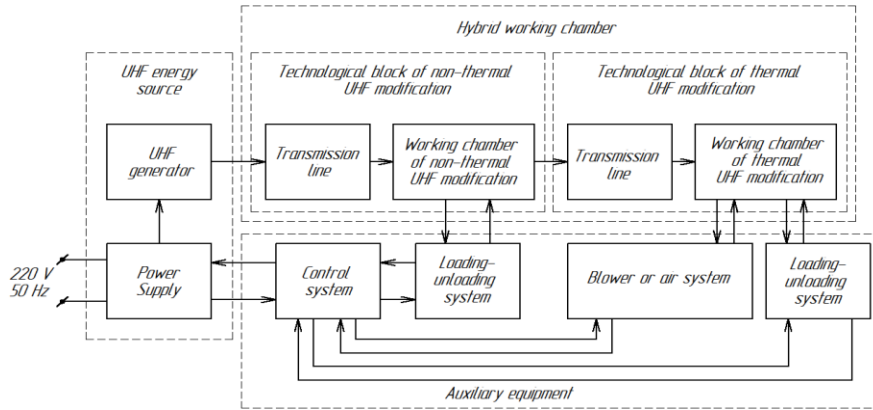 Hybrid working chamber
UHF energy
source
Technological block of non-thermal
UHF modification
Technological block of thermal
UHF modification
UHF
generator
Transmission
line
Working chamber
of non-thermal
UHF modification
Transmission
line
Working chamber
of thermal
UHF modification
220 V
50 Hz
Power
Supply
Control
system
Loading-
unloading
system
Blower or air system
Loading-
unloading
system
Auxiliary equipment